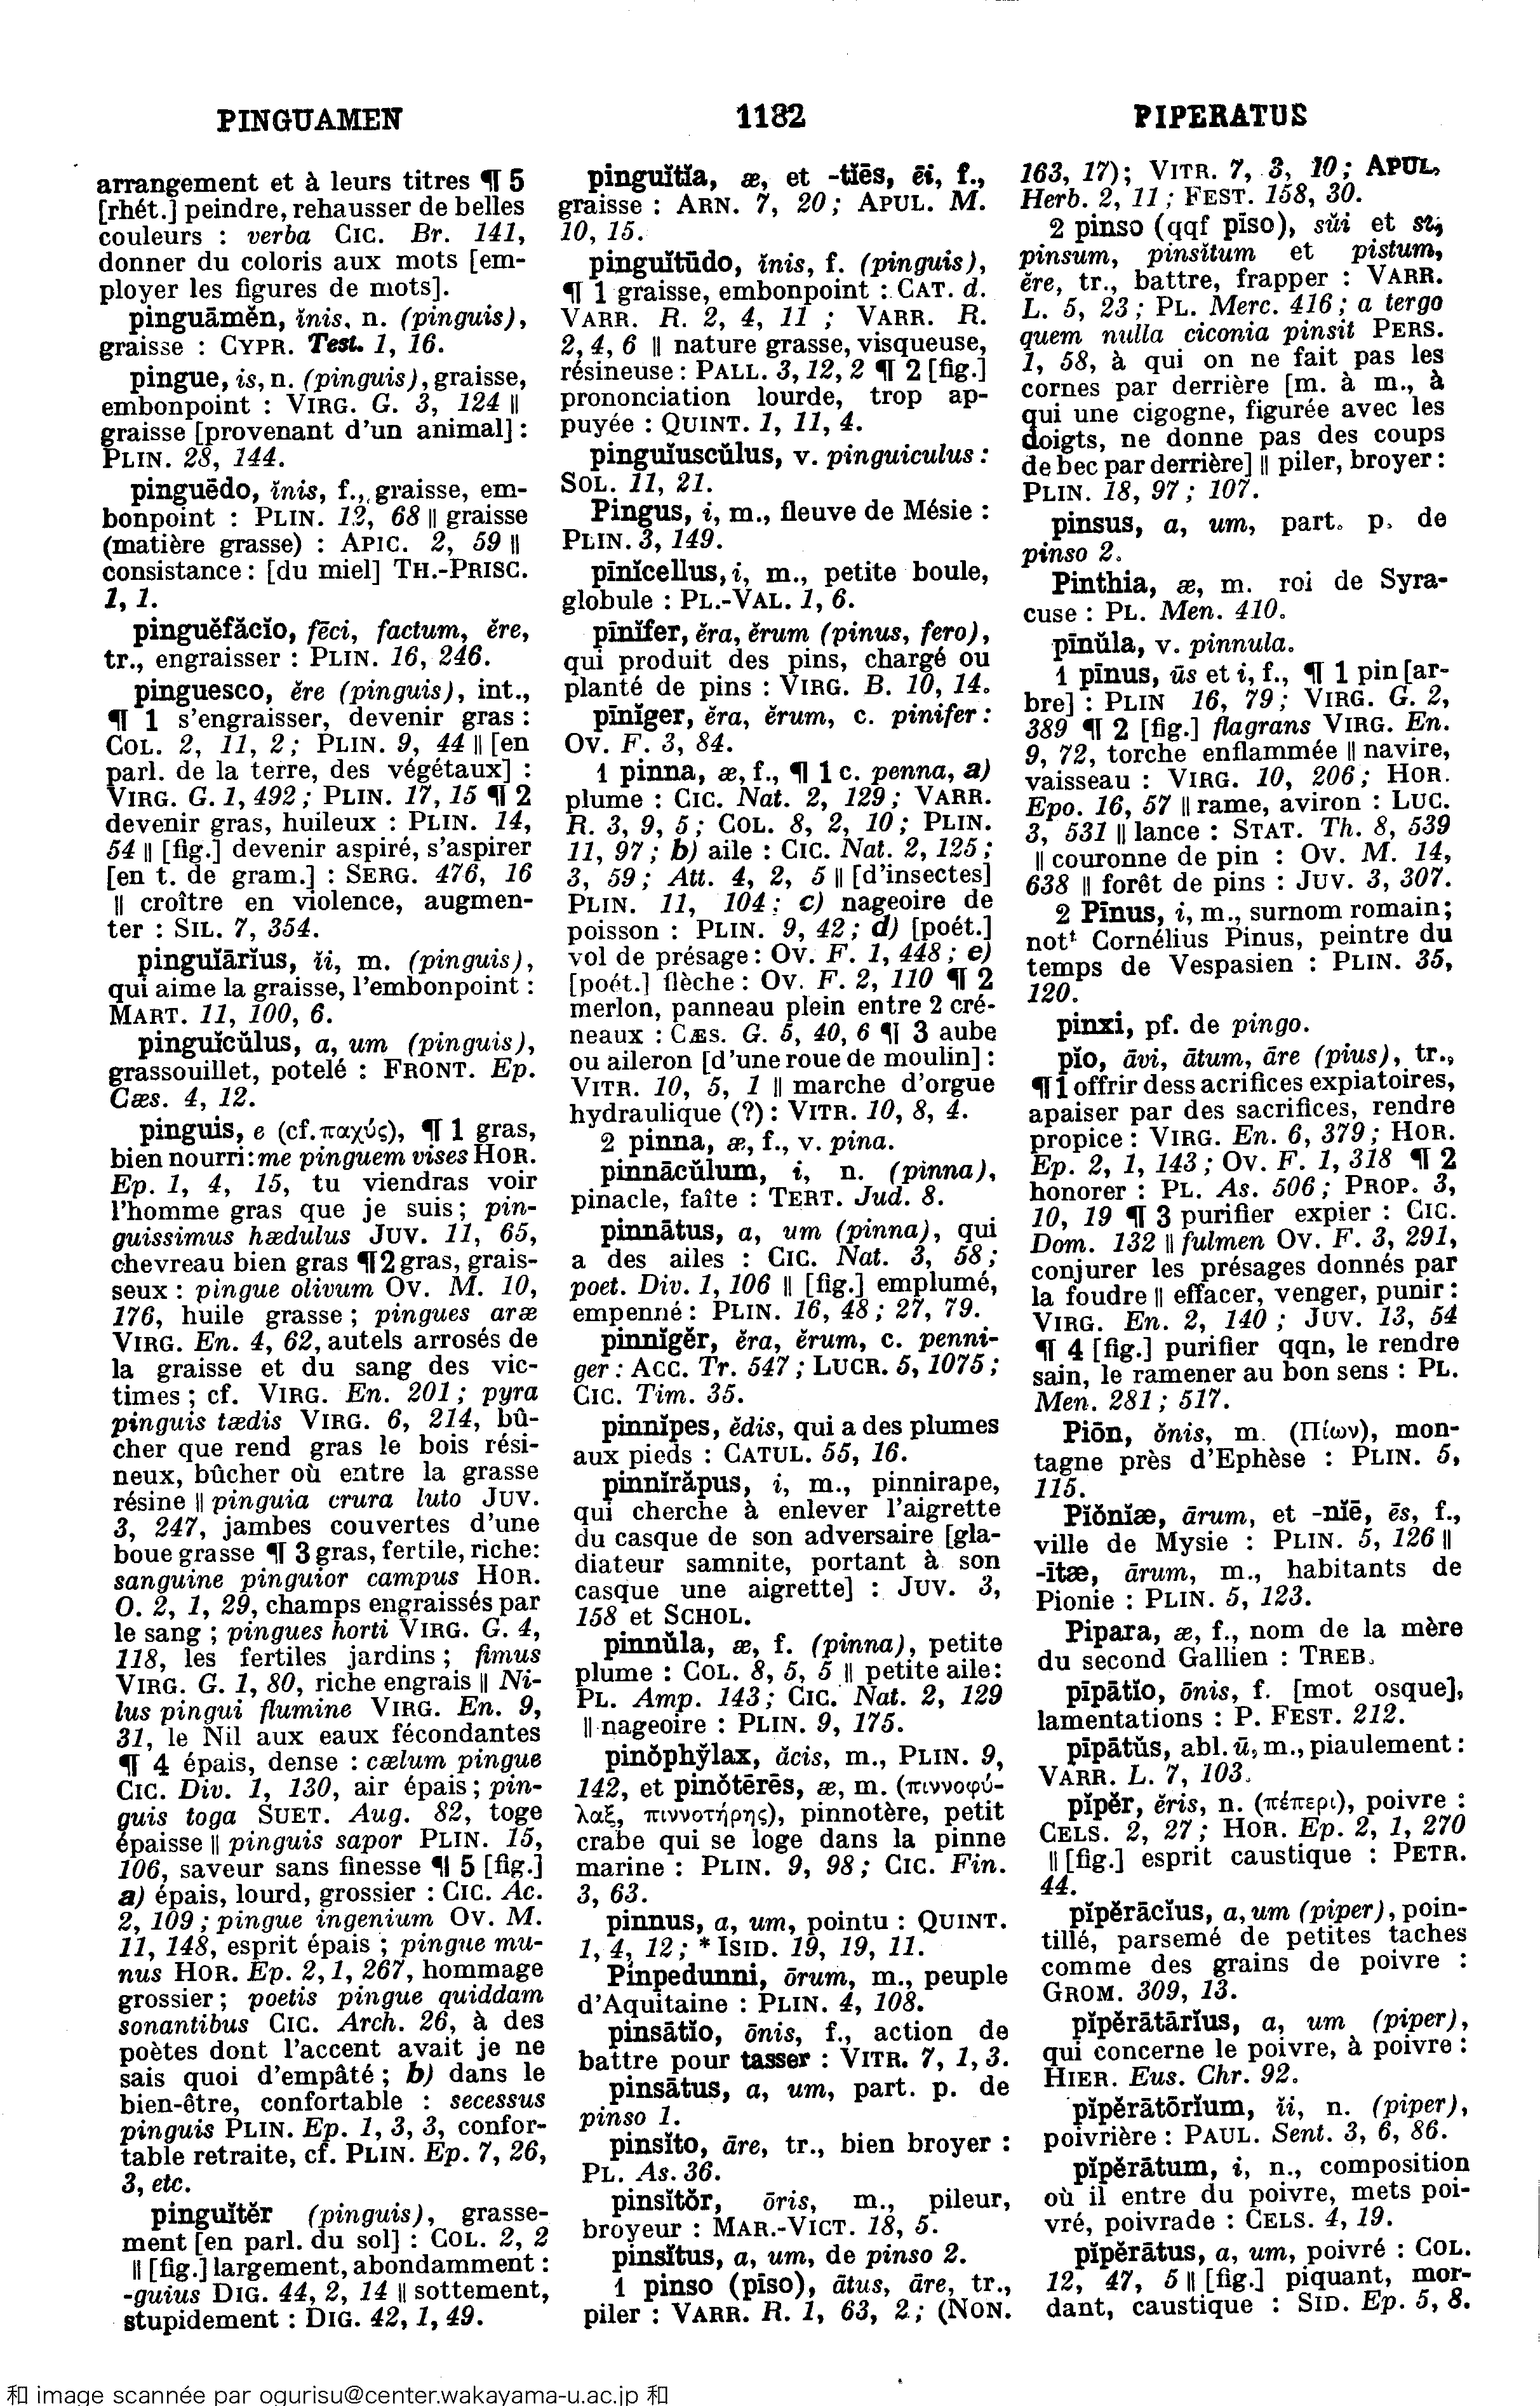 PINGUAMEN
1182
PIPERATUS
arrangement et à leurs titres ¶ 5
[rhét.] peindre, rehausser de belles
couleurs : verba CIC. Br. 141,
donner du coloris aux mots [em-
ployer les figures de mots].
pinguāmĕn, ĭnis, n. (pinguis),
graisse : CYPR. Test. 1, 16.
pingue, is, n. (pinguis), graisse,
embonpoint : VIRG. G. 3, 124 ||
graisse [provenant d'un animal] :
PLIN. 28, 144.
pinguēdo, ĭnis, f., graisse, em-
bonpoint : PLIN. 12, 68 || graisse
(matière grasse) : APIC. 2, 59 ||
consistance : [du miel] TH.-PRISC.
1, 1.
pinguĕfăcĭo, fēci, factum, ĕre,
tr., engraisser : PLIN. 16, 246.
pinguesco, ĕre (pinguis), int.,
¶ 1 s'engraisser, devenir gras :
COL. 2, 11, 2 ; PLIN. 9, 44 || [en
parl. de la terre, des végétaux] :
VIRG. G. 1, 492 ; PLIN. 17, 15 ¶ 2
devenir gras, huileux : PLIN. 14,
54 || [fig.] devenir aspiré, s'aspirer
[en t. de gram.] : SERG. 476, 16
|| croître en violence, augmen-
ter : SIL. 7, 354.
pinguĭārĭus, ĭi, m. (pinguis),
qui aime la graisse, l'embonpoint :
MART. 11, 100, 6.
pinguĭcŭlus, a, um (pinguis),
grassouillet, potelé : FRONT. Ep.
Cæs. 4, 12.
pinguis, e (cf. παχύς), ¶ 1 gras,
bien nourri : me pinguem vises HOR.
Ep. 1, 4, 15, tu viendras voir
l'homme gras que je suis ; pin-
guissimus hædulus JUV. 11, 65,
chevreau bien gras ¶ 2 gras, grais-
seux : pingue olivum OV. M. 10,
176, huile grasse ; pingues aræ
VIRG. En. 4, 62, autels arrosés de
la graisse et du sang des vic-
times ; cf. VIRG. En. 201 ; pyra
pinguis tædis VIRG. 6, 214, bû-
cher que rend gras le bois rési-
neux, bûcher où entre la grasse
résine || pinguia crura luto JUV.
3, 247, jambes couvertes d'une
boue grasse ¶ 3 gras, fertile, riche :
sanguine pinguior campus HOR.
O. 2, 1, 29, champs engraissés par
le sang ; pingues horti VIRG. G. 4,
118, les fertiles jardins ; fimus
VIRG. G. 1, 80, riche engrais || Ni-
lus pingui flumine VIRG. En. 9,
31, le Nil aux eaux fécondantes
¶ 4 épais, dense : cælum pingue
CIC. Div. 1, 130, air épais ; pin-
guis toga SUET. Aug. 82, toge
épaisse || pinguis sapor PLIN. 15,
106, saveur sans finesse ¶ 5 [fig.]
a) épais, lourd, grossier : CIC. Ac.
2, 109 ; pingue ingenium OV. M.
11, 148, esprit épais ; pingue mu-
nus HOR. Ep. 2, 1, 267, hommage
grossier ; poetis pingue quiddam
sonantibus CIC. Arch. 26, à des
poètes dont l'accent avait je ne
sais quoi d'empâté ; b) dans le
bien-être, confortable : secessus
pinguis PLIN. Ep. 1, 3, 3, confor-
table retraite, cf. PLIN. Ep. 7, 26,
3, etc.
pinguĭtĕr (pinguis), grasse-
ment [en parl. du sol] : COL. 2, 2
|| [fig.] largement, abondamment :
-guius DIG. 44, 2, 14 || sottement,
stupidement : DIG. 42, 1, 49.
pinguĭtĭa, æ, et -tĭēs, ēi, f.,
graisse : ARN. 7, 20 ; APUL. M.
10, 15.
pinguĭtūdo, ĭnis, f. (pinguis),
¶ 1 graisse, embonpoint : CAT. d.
VARR. R. 2, 4, 11 ; VARR. R.
2, 4, 6 || nature grasse, visqueuse,
résineuse : PALL. 3, 12, 2 ¶ 2 [fig.]
prononciation lourde, trop ap-
puyée : QUINT. 1, 11, 4.
pinguĭuscŭlus, v. pinguiculus :
SOL. 11, 21.
Pingus, i, m., fleuve de Mésie :
PLIN. 3, 149.
pīnĭcellus, i, m., petite boule,
globule : PL.-VAL. 1, 6.
pīnĭfer, ĕra, ĕrum (pinus, fero),
qui produit des pins, chargé ou
planté de pins : VIRG. B. 10, 14.
pīnĭger, ĕra, ĕrum, c. pinifer :
OV. F. 3, 84.
1 pinna, æ, f., ¶ 1 c. penna, a)
plume : CIC. Nat. 2, 129 ; VARR.
R. 3, 9, 5 ; COL. 8, 2, 10 ; PLIN.
11, 97 ; b) aile : CIC. Nat. 2, 125 ;
3, 59 ; Att. 4, 2, 5 || [d'insectes]
PLIN. 11, 104 ; c) nageoire de
poisson : PLIN. 9, 42 ; d) [poét.]
vol de présage : OV. F. 1, 448 ; e)
[poét.] flèche : OV. F. 2, 110 ¶ 2
merlon, panneau plein entre 2 cré-
neaux : CÆS. G. 5, 40, 6 ¶ 3 aube
ou aileron [d'une roue de moulin] :
VITR. 10, 5, 1 || marche d'orgue
hydraulique (?) : VITR. 10, 8, 4.
2 pinna, æ, f., v. pina.
pinnācŭlum, i, n. (pinna),
pinacle, faîte : TERT. Jud. 8.
pinnātus, a, um (pinna), qui
a des ailes : CIC. Nat. 3, 58 ;
poet. Div. 1, 106 || [fig.] emplumé,
empenné : PLIN. 16, 48 ; 27, 79.
pinnĭgĕr, ĕra, ĕrum, c. penni-
ger : ACC. Tr. 547 ; LUCR. 5, 1075 ;
CIC. Tim. 35.
pinnĭpes, ĕdis, qui a des plumes
aux pieds : CATUL. 55, 16.
pinnĭrăpus, i, m., pinnirape,
qui cherche à enlever l'aigrette
du casque de son adversaire [gla-
diateur samnite, portant à son
casque une aigrette] : JUV. 3,
158 et SCHOL.
pinnŭla, æ, f. (pinna), petite
plume : COL. 8, 5, 5 || petite aile :
PL. Amp. 143 ; CIC. Nat. 2, 129
|| nageoire : PLIN. 9, 175.
pinŏphy̆lax, ăcis, m., PLIN. 9,
142, et pinŏtērēs, æ, m. (πιννοφύ-
λαξ, πιννοτήρης), pinnotère, petit
crabe qui se loge dans la pinne
marine : PLIN. 9, 98 ; CIC. Fin.
3, 63.
pinnus, a, um, pointu : QUINT.
1, 4, 12 ; * ISID. 19, 19, 11.
Pinpedunni, ōrum, m., peuple
d'Aquitaine : PLIN. 4, 108.
pinsātĭo, ōnis, f., action de
battre pour tasser : VITR. 7, 1, 3.
pinsātus, a, um, part. p. de
pinso 1.
pinsĭto, āre, tr., bien broyer :
PL. As. 36.
pinsĭtŏr, ōris, m., pileur,
broyeur : MAR.-VICT. 18, 5.
pinsĭtus, a, um, de pinso 2.
1 pinso (pīso), ātus, āre, tr.,
piler : VARR. R. 1, 63, 2 ; (NON.
163, 17) ; VITR. 7, 3, 10 ; APUL,
Herb. 2, 11 ; FEST. 158, 30.
2 pinso (qqf pīso), sŭi et si,
pinsum, pinsĭtum et pistum,
ĕre, tr., battre, frapper : VARR.
L. 5, 23 ; PL. Merc. 416 ; a tergo
quem nulla ciconia pinsit PERS.
1, 58, à qui on ne fait pas les
cornes par derrière [m. à m., à
qui une cigogne, figurée avec les
doigts, ne donne pas des coups
de bec par derrière] || piler, broyer :
PLIN. 18, 97 ; 107.
pinsus, a, um, part. p. de
pinso 2.
Pinthia, æ, m. roi de Syra-
cuse : PL. Men. 410.
pīnŭla, v. pinnula.
1 pīnus, ūs et i, f., ¶ 1 pin [ar-
bre] : PLIN 16, 79 ; VIRG. G. 2,
389 ¶ 2 [fig.] flagrans VIRG. En.
9, 72, torche enflammée || navire,
vaisseau : VIRG. 10, 206 ; HOR.
Epo. 16, 57 || rame, aviron : LUC.
3, 531 || lance : STAT. Th. 8, 539
|| couronne de pin : OV. M. 14,
638 || forêt de pins : JUV. 3, 307.
2 Pīnus, i, m., surnom romain ;
nott Cornélius Pinus, peintre du
temps de Vespasien : PLIN. 35,
120.
pinxi, pf. de pingo.
pĭo, āvi, ātum, āre (pius), tr.,
¶ 1 offrir dess acrifices expiatoires,
apaiser par des sacrifices, rendre
propice : VIRG. En. 6, 379 ; HOR.
Ep. 2, 1, 143 ; OV. F. 1, 318 ¶ 2
honorer : PL. As. 506 ; PROP. 3,
10, 19 ¶ 3 purifier expier : CIC.
Dom. 132 || fulmen OV. F. 3, 291,
conjurer les présages donnés par
la foudre || effacer, venger, punir :
VIRG. En. 2, 140 ; JUV. 13, 54
¶ 4 [fig.] purifier qqn, le rendre
sain, le ramener au bon sens : PL.
Men. 281 ; 517.
Piōn, ŏnis, m. (Πίων), mon-
tagne près d'Ephèse : PLIN. 5,
115.
Pĭŏnĭæ, ārum, et -nĭē, ēs, f.,
ville de Mysie : PLIN. 5, 126 ||
-ītæ, ārum, m., habitants de
Pionie : PLIN. 5, 123.
Pipara, æ, f., nom de la mère
du second Gallien : TREB.
pīpātĭo, ōnis, f. [mot osque],
lamentations : P. FEST. 212.
pīpātŭs, abl. ū, m., piaulement :
VARR. L. 7, 103.
pĭpĕr, ĕris, n. (πέπερι), poivre :
CELS. 2, 27 ; HOR. Ep. 2, 1, 270
|| [fig.] esprit caustique : PETR.
44.
pĭpĕrācĭus, a, um (piper), poin-
tillé, parsemé de petites taches
comme des grains de poivre :
GROM. 309, 13.
pĭpĕrātārĭus, a, um (piper),
qui concerne le poivre, à poivre :
HIER. Eus. Chr. 92.
pĭpĕrātōrĭum, ĭi, n. (piper),
poivrière : PAUL. Sent. 3, 6, 86.
pĭpĕrātum, i, n., composition
où il entre du poivre, mets poi-
vré, poivrade : CELS. 4, 19.
pĭpĕrātus, a, um, poivré : COL.
12, 47, 5 || [fig.] piquant, mor-
dant, caustique : SID. Ep. 5, 8.
和 image scannée par ogurisu@center.wakayama-u.ac.jp 和